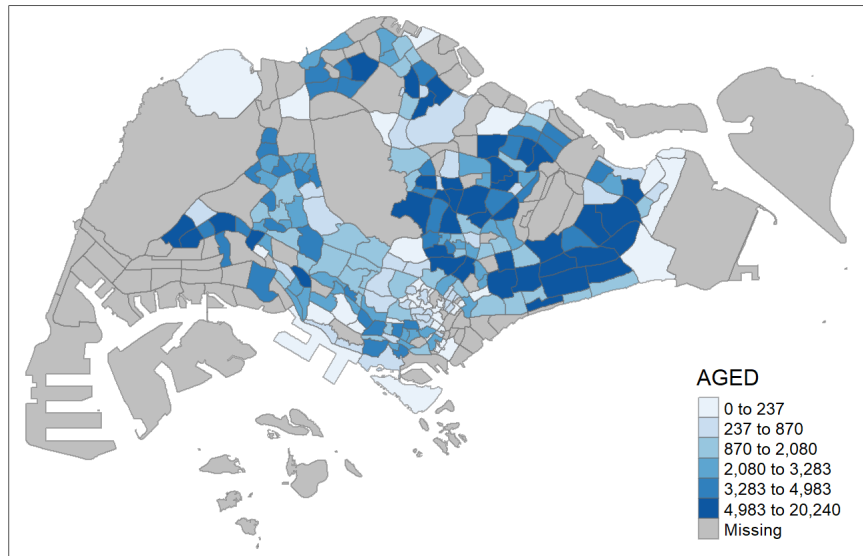 AGED
0 to 237
237 to 870
870 to 2,080
2,080 to 3,283
3,283 to 4,983
4,983 to 20,240
Missing